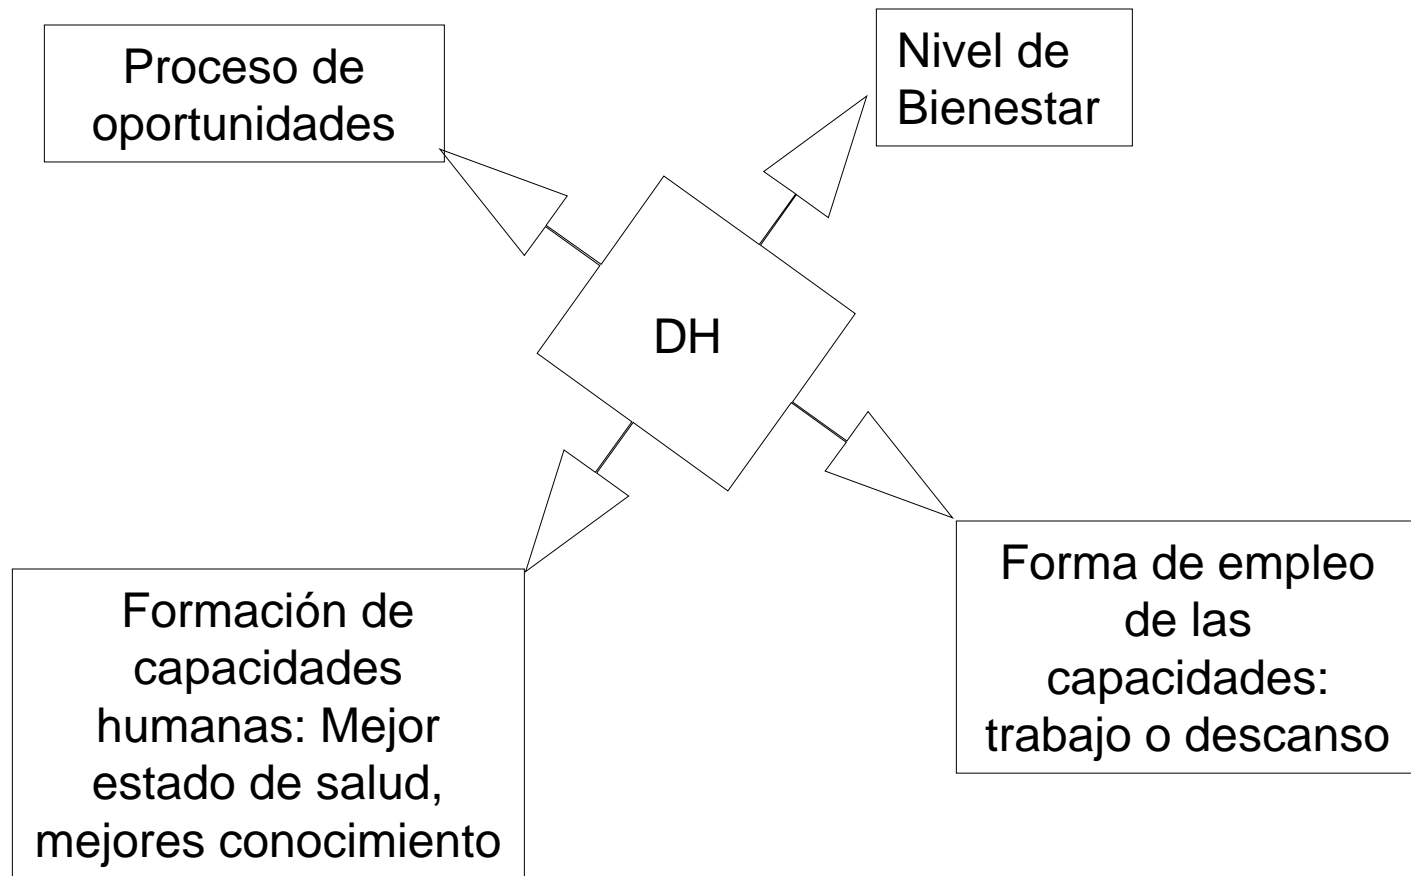 Proceso de
oportunidades
Nivel de
Bienestar
DH
Formación de
capacidades
humanas: Mejor
estado de salud,
mejores conocimiento
Forma de empleo
de las
capacidades:
trabajo o descanso